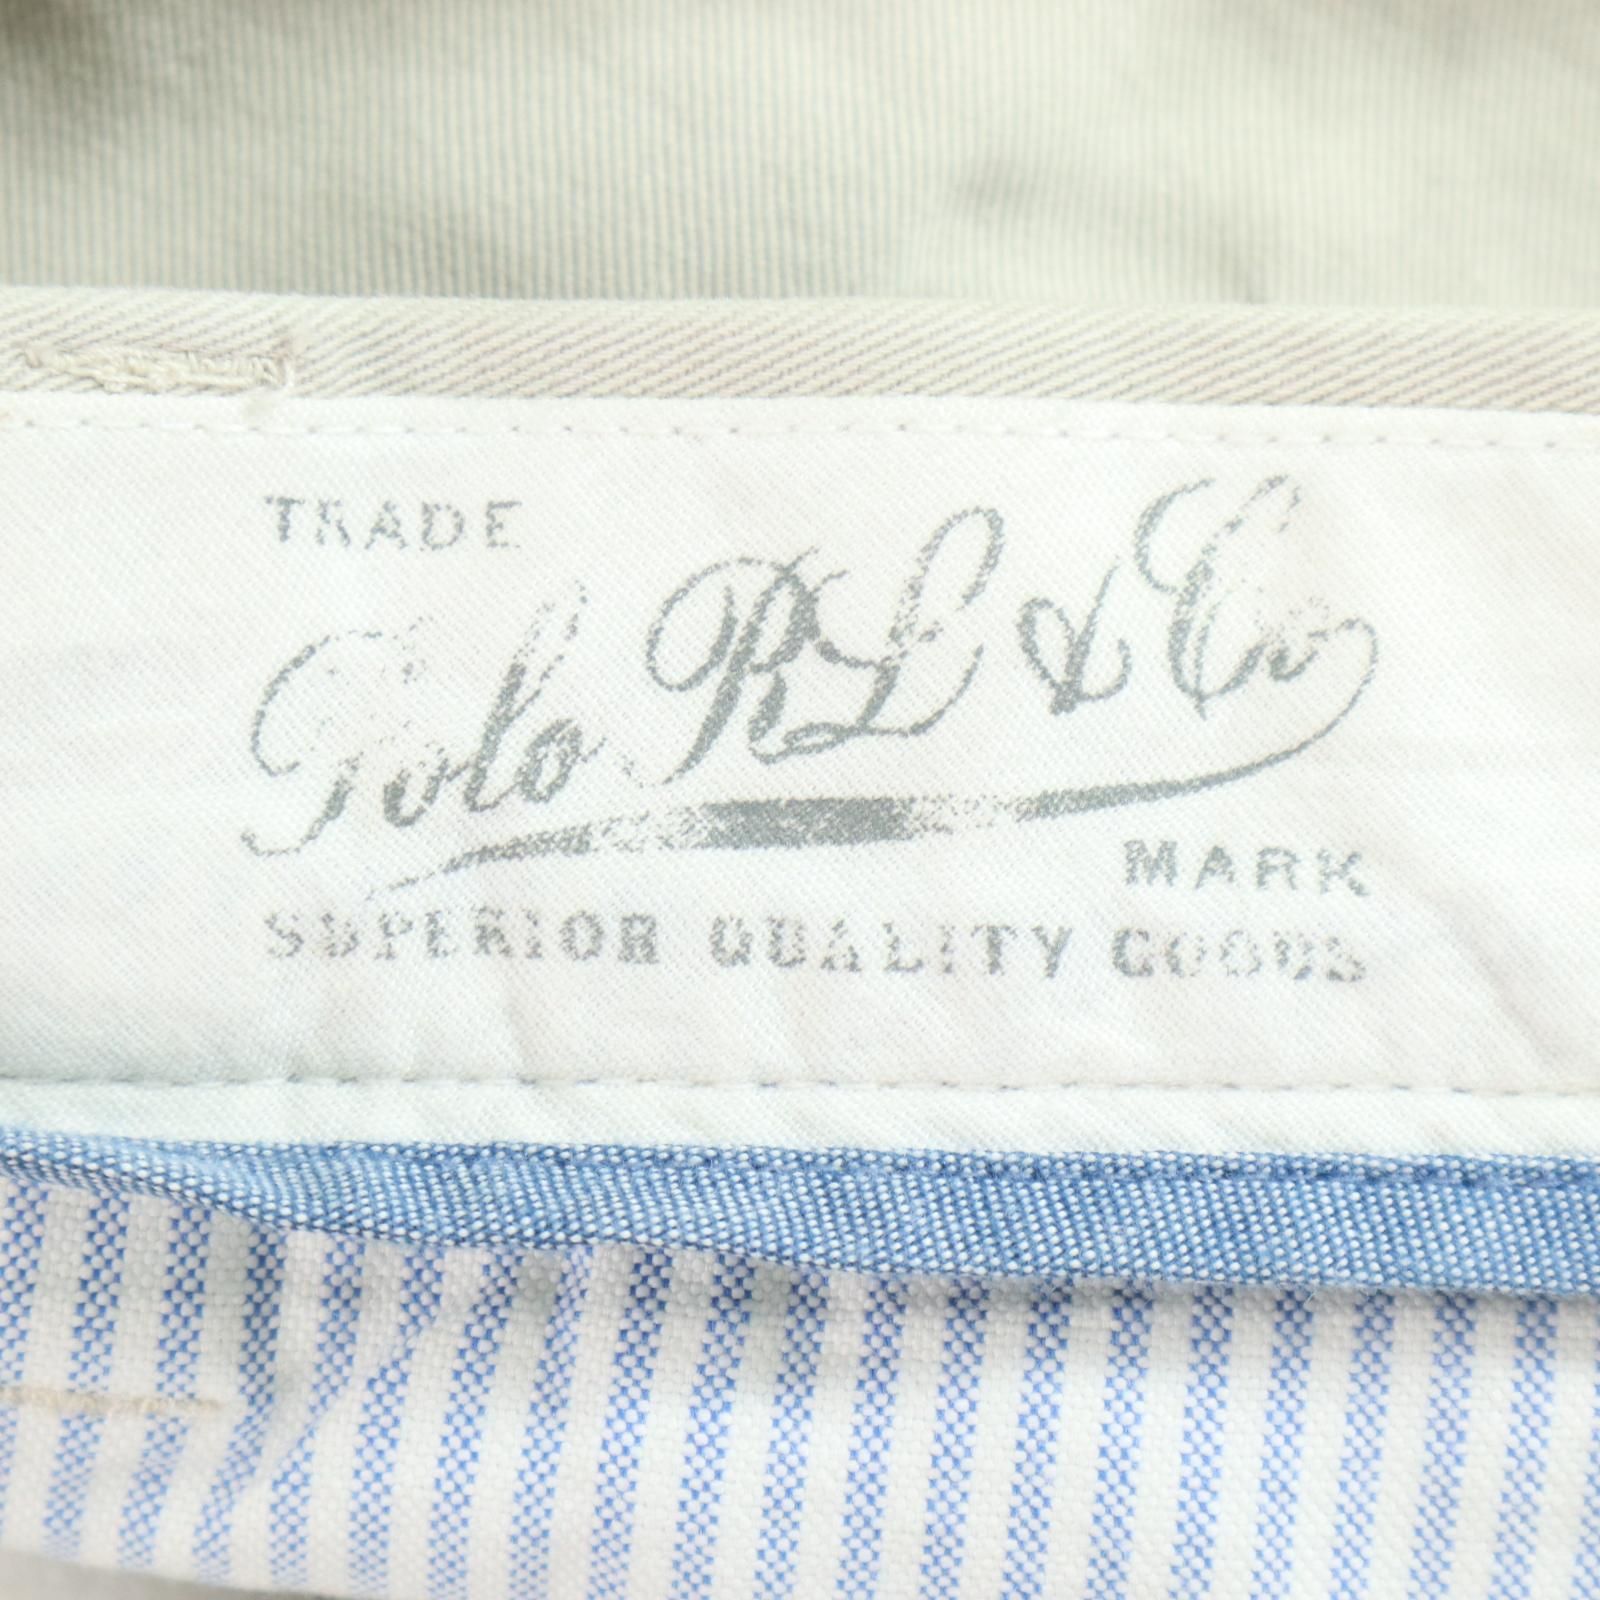 TRADE
Polo RL & Co.
MARK
SUPERIOR QUALITY GOODS